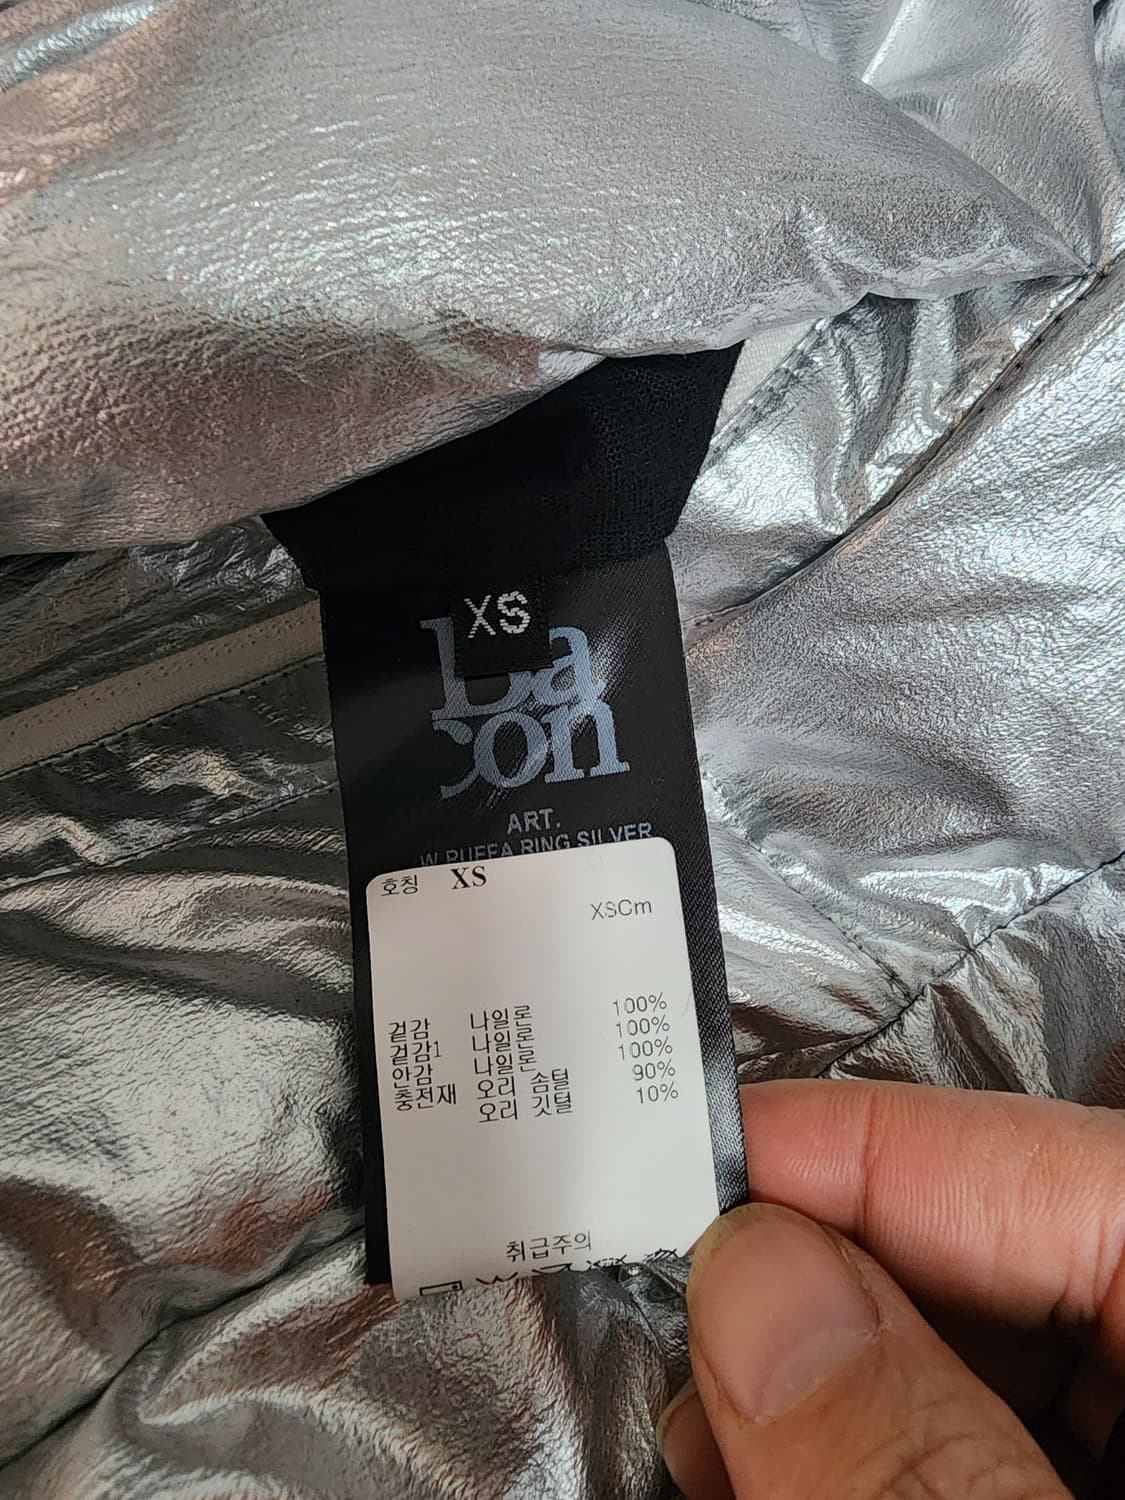 XS
ba
con
ART.
W PUFFA RING SILVER
호칭 XS
XSCm
겉감 나일론 100%
겉감1 나일론 100%
안감 나일론 100%
충전재 오리 솜털 90%
오리 깃털 10%
취급주의